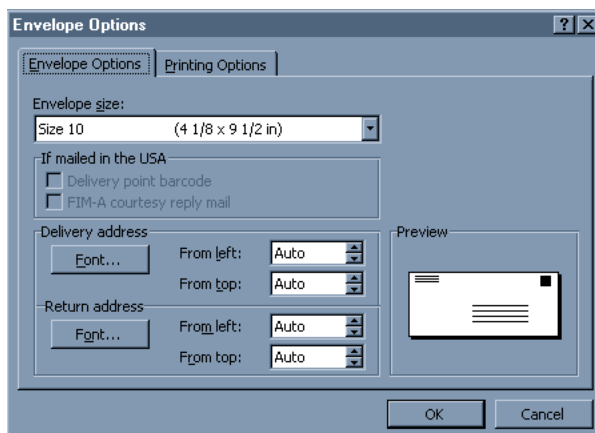 Envelope Options
Envelope Options Printing Options
Envelope size:
Size 10 (4 1/8 x 9 1/2 in)
If mailed in the USA
Delivery point barcode
FIM-A courtesy reply mail
Delivery address
Font...
From left: Auto
From top: Auto
Return address
Font...
From left: Auto
From top: Auto
Preview
OK Cancel